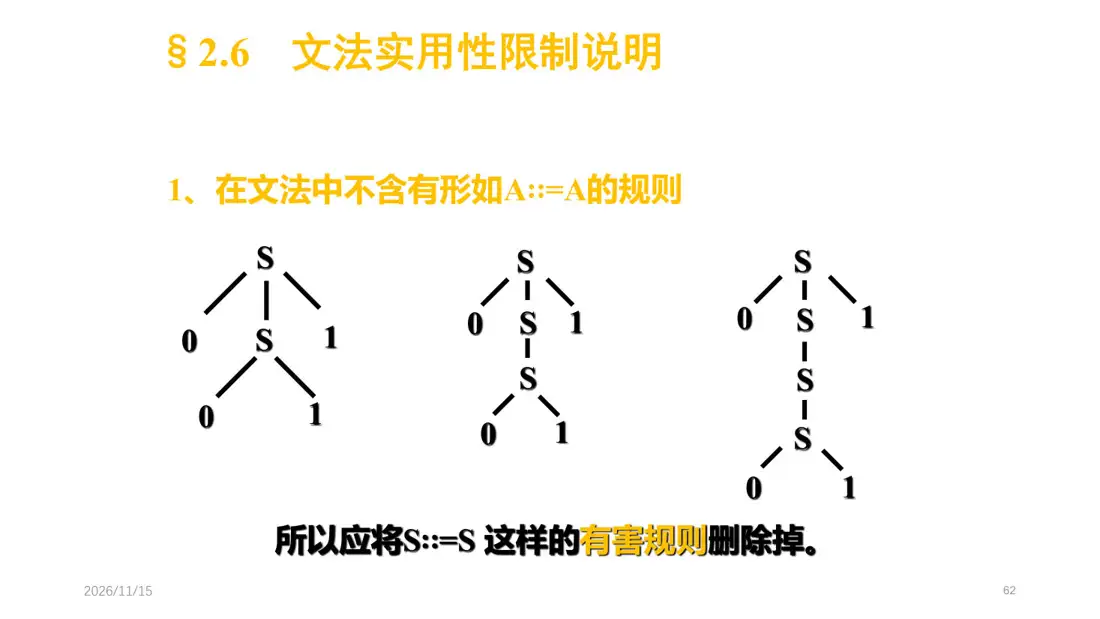 §2.6 文法实用性限制说明
1、在文法中不含有形如A::=A的规则
S S S
0 S 1 0 S 1 0 S 1
0 1 S S
0 1 S
0 1
所以应将S::=S 这样的有害规则删除掉。
2026/11/15 62